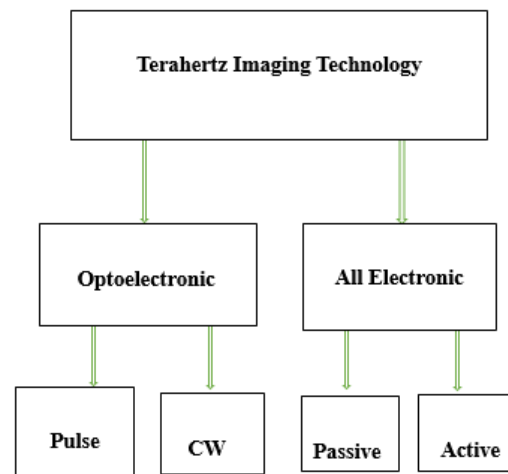 Terahertz Imaging Technology
Optoelectronic
All Electronic
Pulse
CW
Passive
Active